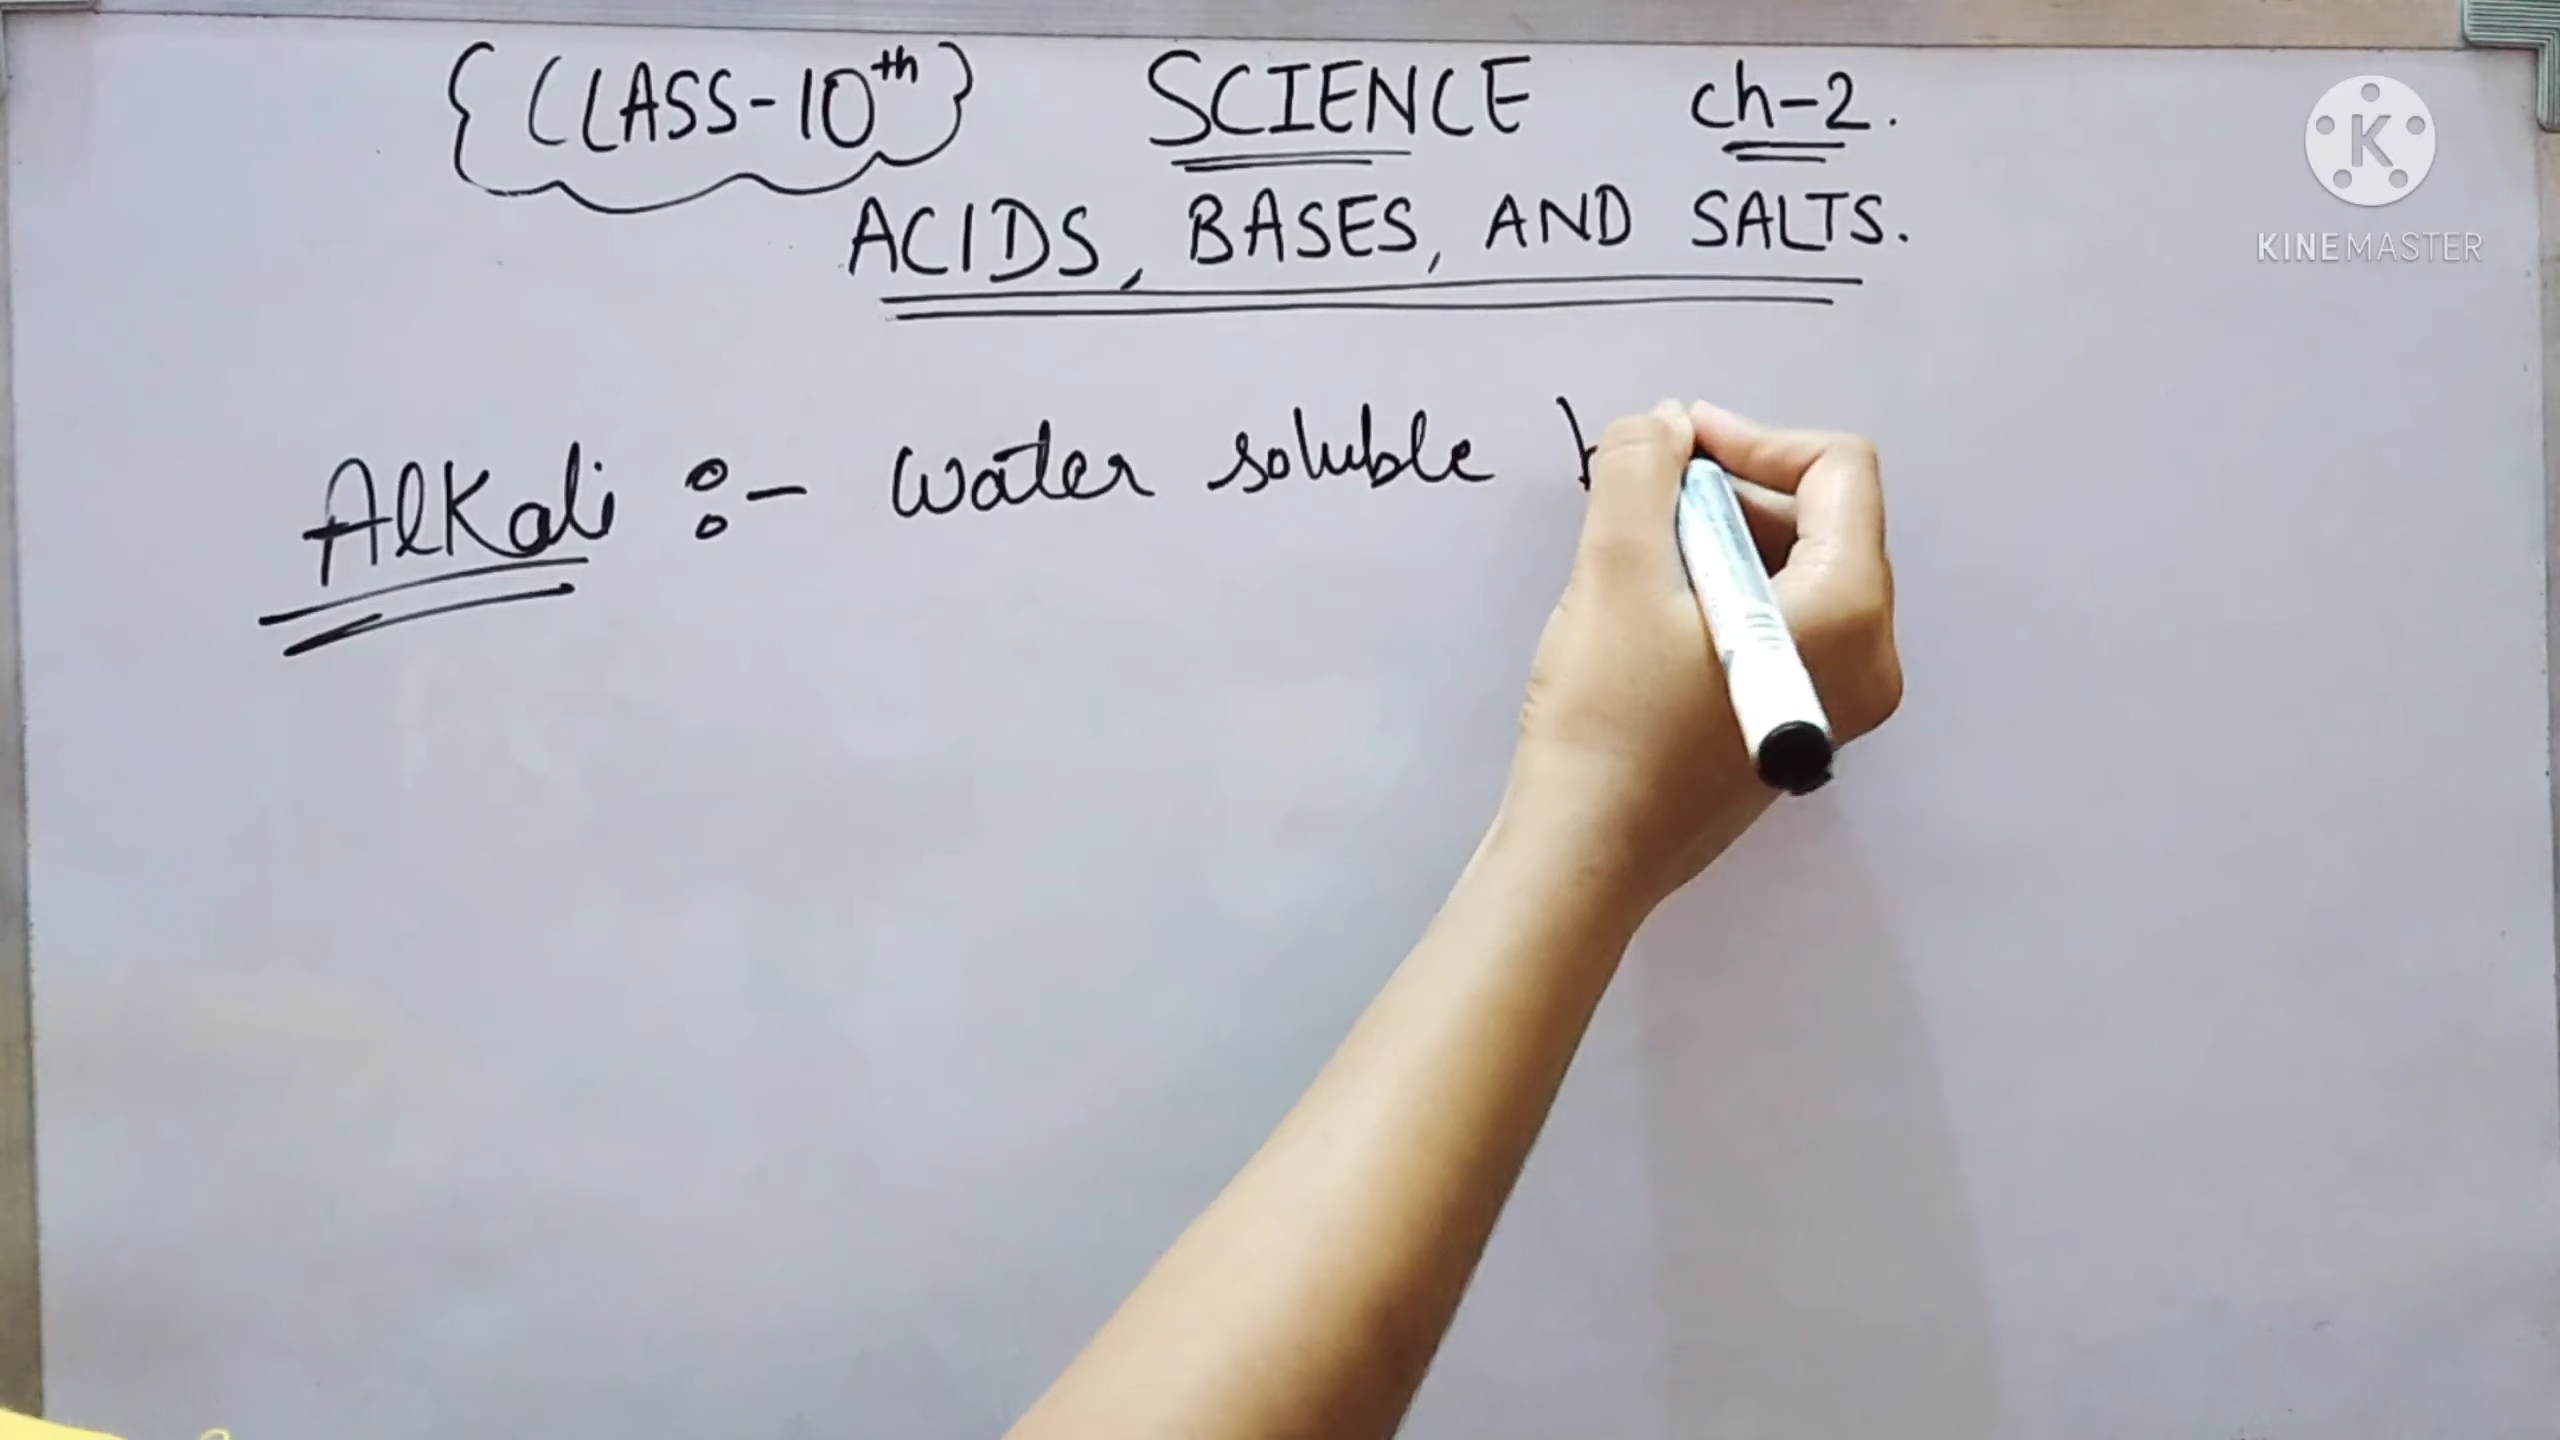 {CLASS-10th} SCIENCE ch-2.
ACIDS, BASES, AND SALTS.
Alkali :- water soluble
K
KINEMASTER